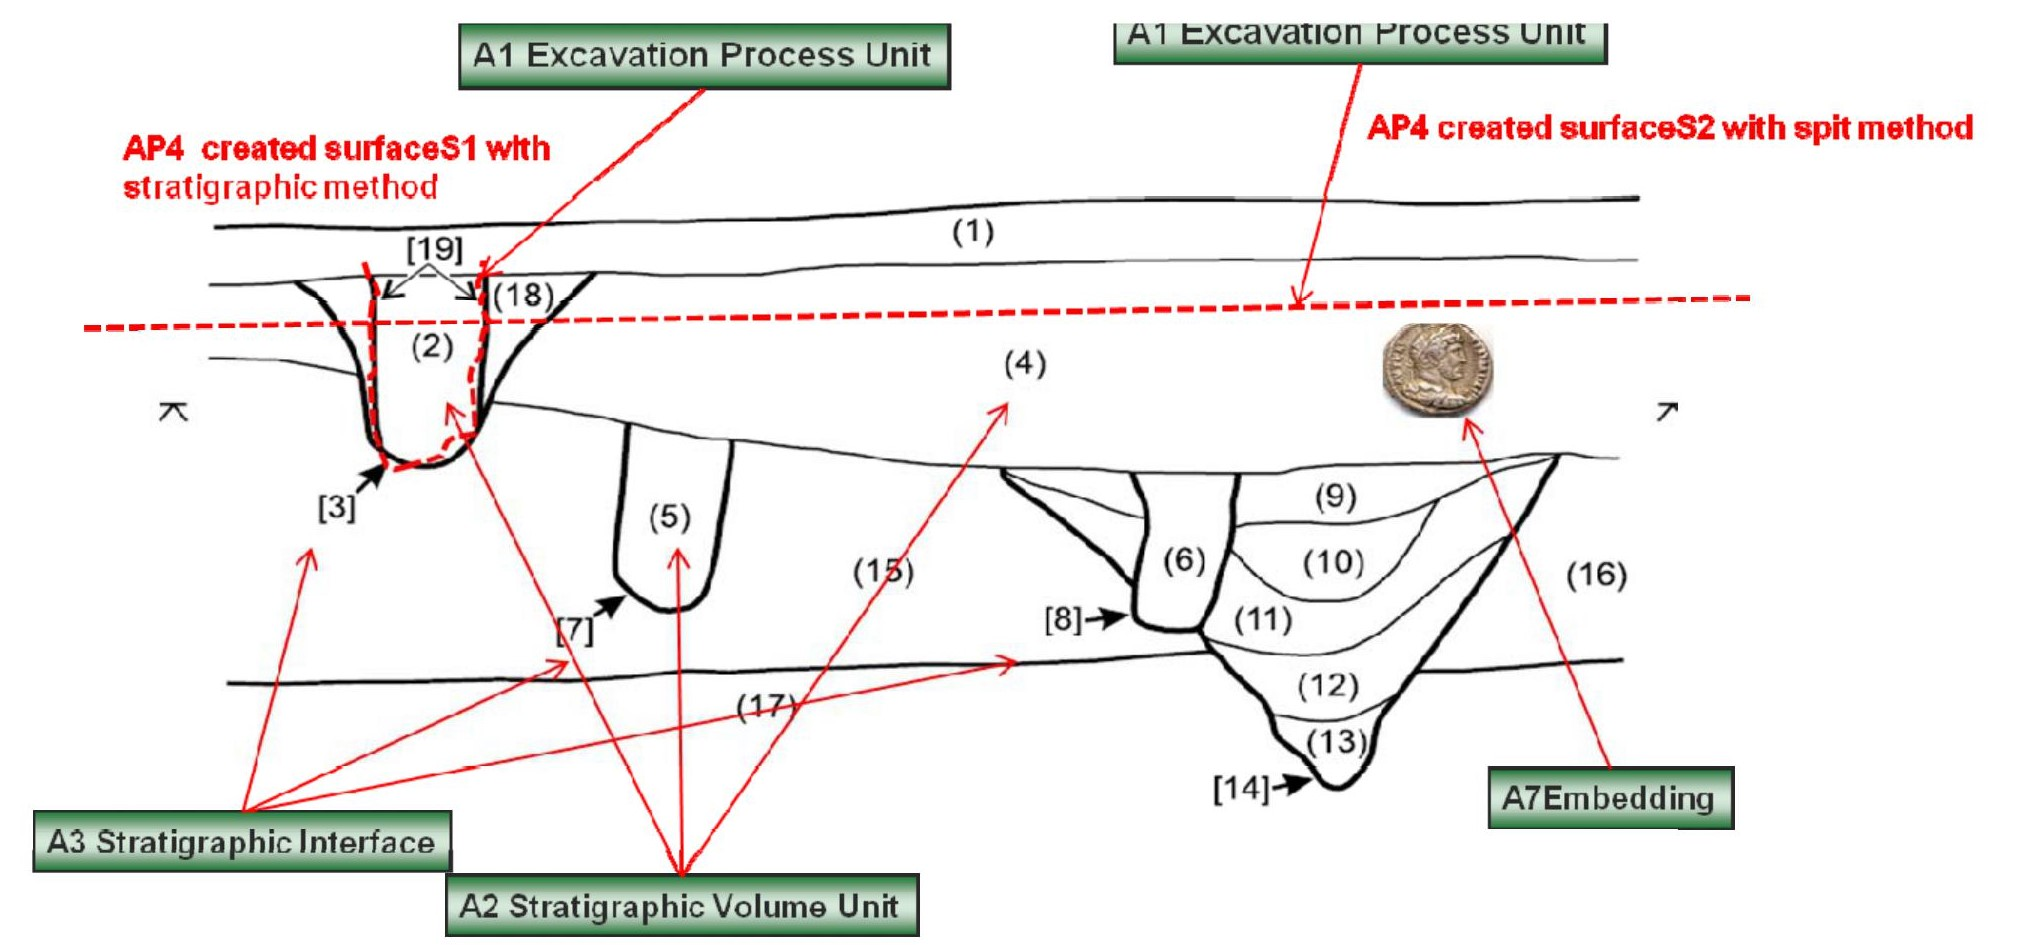 A1 Excavation Process Unit
A1 Excavation Process Unit
AP4 created surfaceS2 with spit method
AP4 created surfaceS1 with
stratigraphic method
(1)
[19]
(18)
(2)
(4)
[3]
(5)
(9)
(6)
(10)
(15)
(16)
[7]
[8]
(11)
(12)
(17)
(13)
[14]
A7Embedding
A3 Stratigraphic Interface
A2 Stratigraphic Volume Unit